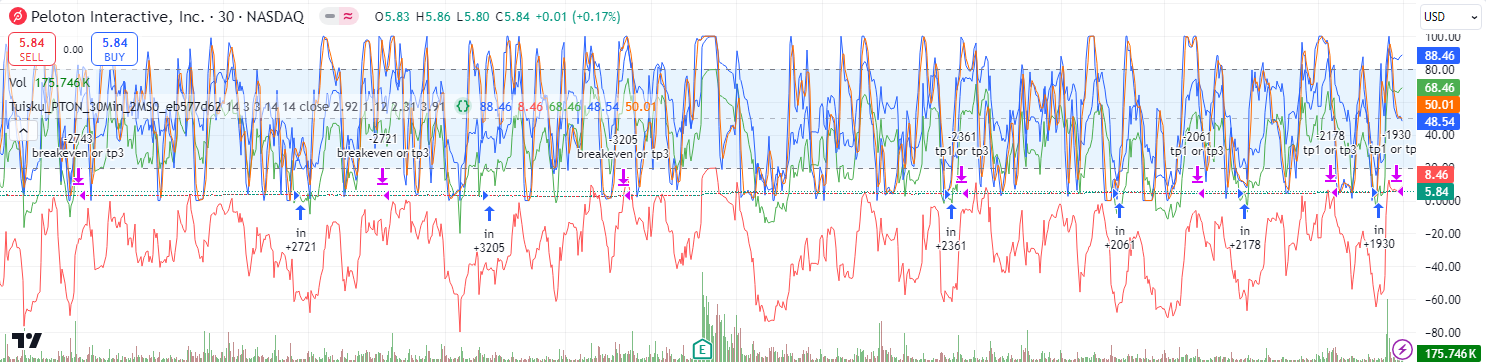 Peloton Interactive, Inc. · 30 · NASDAQ O5.83 H5.86 L5.80 C5.84 +0.01 (+0.17%)
USD
5.84
SELL
0.00
5.84
BUY
Vol 175.746 K
Tuisku_PTON_30Min_2MS0_eb577d62 14 3 3 14 14 close 2.92 1.12 2.31 3.91 88.46 8.46 68.46 48.54 50.01
-2743
breakeven or tp3
-2721
breakeven or tp3
-3205
breakeven or tp3
-2361
tp1 or tp3
-2061
tp1 or tp3
-2178
tp1 or tp3
-1930
tp1 or tp
in
+2721
in
+3205
in
+2361
in
+2061
in
+2178
in
+1930
E
100.00
88.46
80.00
68.46
50.01
48.54
40.00
20.00
8.46
5.84
0.0000
−20.00
−40.00
−60.00
−80.00
175.746 K